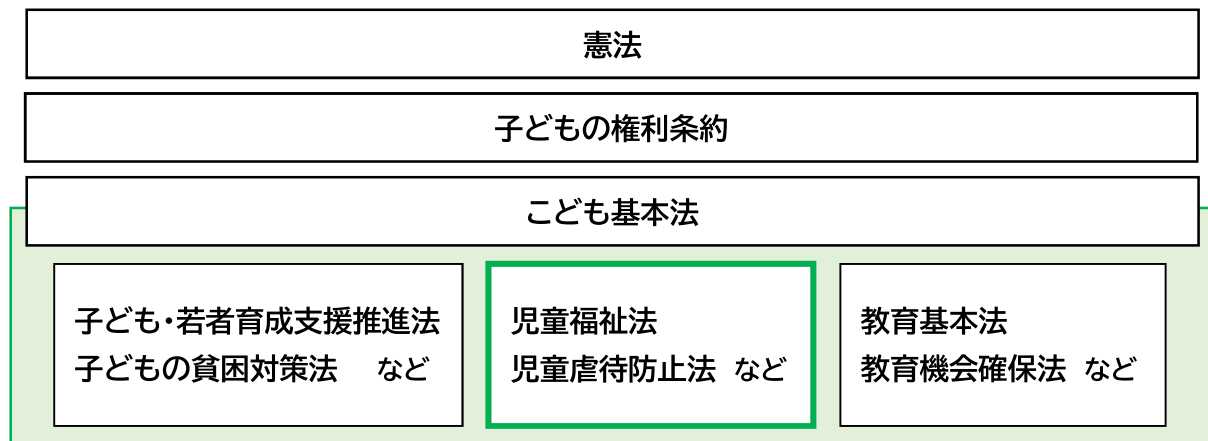 憲法
子どもの権利条約
こども基本法
子ども・若者育成支援推進法
子どもの貧困対策法 など
児童福祉法
児童虐待防止法 など
教育基本法
教育機会確保法 など